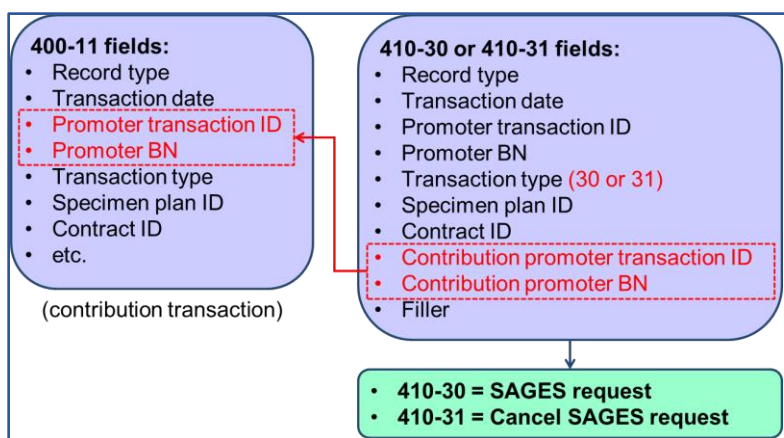 400-11 fields:
• Record type
• Transaction date
• Promoter transaction ID
• Promoter BN
• Transaction type
• Specimen plan ID
• Contract ID
• etc.
(contribution transaction)
410-30 or 410-31 fields:
• Record type
• Transaction date
• Promoter transaction ID
• Promoter BN
• Transaction type (30 or 31)
• Specimen plan ID
• Contract ID
• Contribution promoter transaction ID
• Contribution promoter BN
• Filler
• 410-30 = SAGES request
• 410-31 = Cancel SAGES request